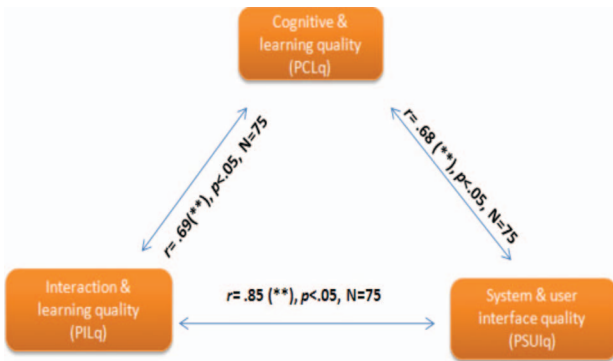 Cognitive &
learning quality
(PCLq)
r= .69(**), p<.05, N=75
r= .68 (**), p<.05, N=75
Interaction &
learning quality
(PILq)
r= .85 (**), p<.05, N=75
System & user
interface quality
(PSUIq)